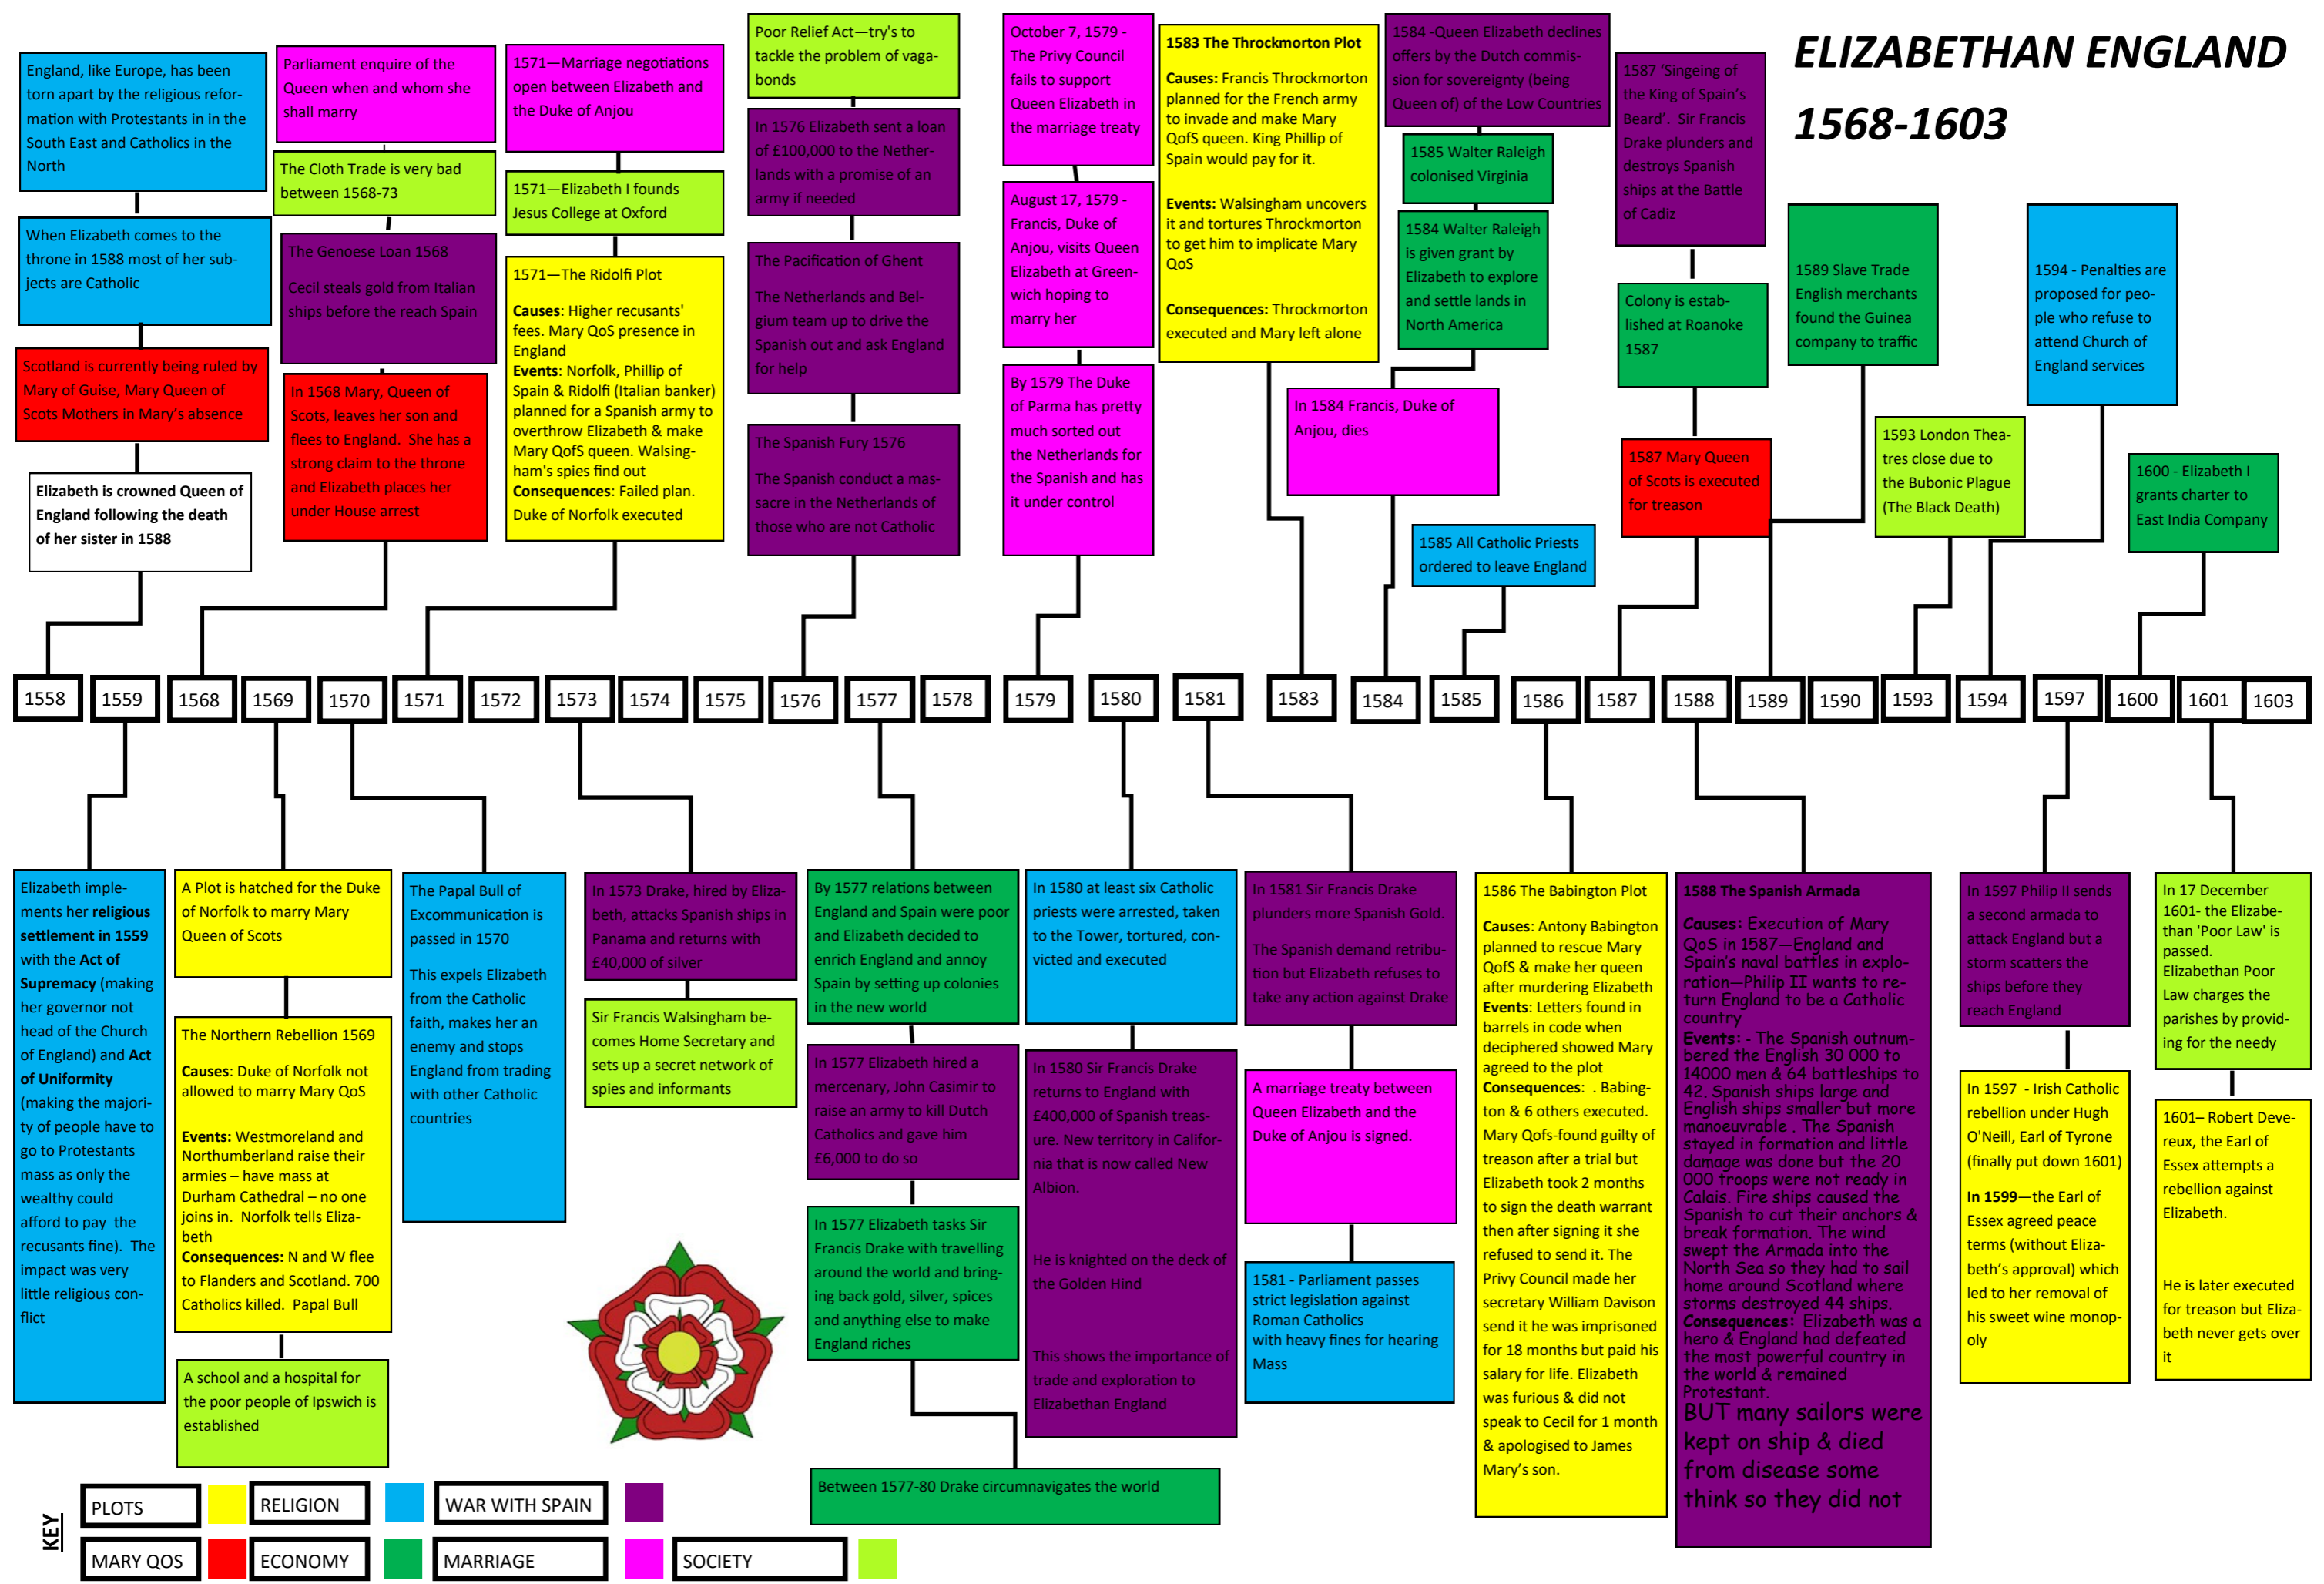 ELIZABETHAN ENGLAND
1568-1603
England, like Europe, has been
torn apart by the religious refor-
mation with Protestants in in the
South East and Catholics in the
North
When Elizabeth comes to the
throne in 1588 most of her sub-
jects are Catholic
Scotland is currently being ruled by
Mary of Guise, Mary Queen of
Scots Mothers in Mary's absence
Elizabeth is crowned Queen of
England following the death
of her sister in 1588
Parliament enquire of the
Queen when and whom she
shall marry
The Cloth Trade is very bad
between 1568-73
The Genoese Loan 1568
Cecil steals gold from Italian
ships before the reach Spain
In 1568 Mary, Queen of
Scots, leaves her son and
flees to England. She has a
strong claim to the throne
and Elizabeth places her
under House arrest
1571—Marriage negotiations
open between Elizabeth and
the Duke of Anjou
1571—Elizabeth I founds
Jesus College at Oxford
1571—The Ridolfi Plot
Causes: Higher recusants'
fees. Mary QoS presence in
England
Events: Norfolk, Phillip of
Spain & Ridolfi (Italian banker)
planned for a Spanish army to
overthrow Elizabeth & make
Mary QofS queen. Walsing-
ham's spies find out
Consequences: Failed plan.
Duke of Norfolk executed
Poor Relief Act—try's to
tackle the problem of vaga-
bonds
In 1576 Elizabeth sent a loan
of £100,000 to the Nether-
lands with a promise of an
army if needed
The Pacification of Ghent
The Netherlands and Bel-
gium team up to drive the
Spanish out and ask England
for help
The Spanish Fury 1576
The Spanish conduct a mas-
sacre in the Netherlands of
those who are not Catholic
October 7, 1579 -
The Privy Council
fails to support
Queen Elizabeth in
the marriage treaty
August 17, 1579 -
Francis, Duke of
Anjou, visits Queen
Elizabeth at Green-
wich hoping to
marry her
By 1579 The Duke
of Parma has pretty
much sorted out
the Netherlands for
the Spanish and has
it under control
1583 The Throckmorton Plot
Causes: Francis Throckmorton
planned for the French army
to invade and make Mary
QofS queen. King Phillip of
Spain would pay for it.
Events: Walsingham uncovers
it and tortures Throckmorton
to get him to implicate Mary
QoS
Consequences: Throckmorton
executed and Mary left alone
1584 -Queen Elizabeth declines
offers by the Dutch commis-
sion for sovereignty (being
Queen of) of the Low Countries
1585 Walter Raleigh
colonised Virginia
1584 Walter Raleigh
is given grant by
Elizabeth to explore
and settle lands in
North America
In 1584 Francis, Duke of
Anjou, dies
1585 All Catholic Priests
ordered to leave England
1587 'Singeing of
the King of Spain's
Beard'. Sir Francis
Drake plunders and
destroys Spanish
ships at the Battle
of Cadiz
Colony is estab-
lished at Roanoke
1587
1587 Mary Queen
of Scots is executed
for treason
1589 Slave Trade
English merchants
found the Guinea
company to traffic
1593 London Thea-
tres close due to
the Bubonic Plague
(The Black Death)
1594 - Penalties are
proposed for peo-
ple who refuse to
attend Church of
England services
1600 - Elizabeth I
grants charter to
East India Company
1558 1559 1568 1569 1570 1571 1572 1573 1574 1575 1576 1577 1578 1579 1580 1581 1583 1584 1585 1586 1587 1588 1589 1590 1593 1594 1597 1600 1601 1603
Elizabeth imple-
ments her religious
settlement in 1559
with the Act of
Supremacy (making
her governor not
head of the Church
of England) and Act
of Uniformity
(making the majori-
ty of people have to
go to Protestants
mass as only the
wealthy could
afford to pay the
recusants fine). The
impact was very
little religious con-
flict
A Plot is hatched for the Duke
of Norfolk to marry Mary
Queen of Scots
The Northern Rebellion 1569
Causes: Duke of Norfolk not
allowed to marry Mary QoS
Events: Westmoreland and
Northumberland raise their
armies – have mass at
Durham Cathedral – no one
joins in. Norfolk tells Eliza-
beth
Consequences: N and W flee
to Flanders and Scotland. 700
Catholics killed. Papal Bull
A school and a hospital for
the poor people of Ipswich is
established
The Papal Bull of
Excommunication is
passed in 1570
This expels Elizabeth
from the Catholic
faith, makes her an
enemy and stops
England from trading
with other Catholic
countries
In 1573 Drake, hired by Eliza-
beth, attacks Spanish ships in
Panama and returns with
£40,000 of silver
Sir Francis Walsingham be-
comes Home Secretary and
sets up a secret network of
spies and informants
By 1577 relations between
England and Spain were poor
and Elizabeth decided to
enrich England and annoy
Spain by setting up colonies
in the new world
In 1577 Elizabeth hired a
mercenary, John Casimir to
raise an army to kill Dutch
Catholics and gave him
£6,000 to do so
In 1577 Elizabeth tasks Sir
Francis Drake with travelling
around the world and bring-
ing back gold, silver, spices
and anything else to make
England riches
Between 1577-80 Drake circumnavigates the world
In 1580 at least six Catholic
priests were arrested, taken
to the Tower, tortured, con-
victed and executed
In 1580 Sir Francis Drake
returns to England with
£400,000 of Spanish treas-
ure. New territory in Califor-
nia that is now called New
Albion.
He is knighted on the deck of
the Golden Hind
This shows the importance of
trade and exploration to
Elizabethan England
In 1581 Sir Francis Drake
plunders more Spanish Gold.
The Spanish demand retribu-
tion but Elizabeth refuses to
take any action against Drake
A marriage treaty between
Queen Elizabeth and the
Duke of Anjou is signed.
1581 - Parliament passes
strict legislation against
Roman Catholics
with heavy fines for hearing
Mass
1586 The Babington Plot
Causes: Antony Babington
planned to rescue Mary
QofS & make her queen
after murdering Elizabeth
Events: Letters found in
barrels in code when
deciphered showed Mary
agreed to the plot
Consequences: . Babing-
ton & 6 others executed.
Mary Qofs-found guilty of
treason after a trial but
Elizabeth took 2 months
to sign the death warrant
then after signing it she
refused to send it. The
Privy Council made her
secretary William Davison
send it he was imprisoned
for 18 months but paid his
salary for life. Elizabeth
was furious & did not
speak to Cecil for 1 month
& apologised to James
Mary's son.
1588 The Spanish Armada
Causes: Execution of Mary
QoS in 1587—England and
Spain's naval battles in explo-
ration—Philip II wants to re-
turn England to be a Catholic
country
Events: - The Spanish outnum-
bered the English 30 000 to
14000 men & 64 battleships to
42. Spanish ships large and
English ships smaller but more
manoeuvrable . The Spanish
stayed in formation and little
damage was done but the 20
000 troops were not ready in
Calais. Fire ships caused the
Spanish to cut their anchors &
break formation. The wind
swept the Armada into the
North Sea so they had to sail
home around Scotland where
storms destroyed 44 ships.
Consequences: Elizabeth was a
hero & England had defeated
the most powerful country in
the world & remained
Protestant.
BUT many sailors were
kept on ship & died
from disease some
think so they did not
In 1597 Philip II sends
a second armada to
attack England but a
storm scatters the
ships before they
reach England
In 1597 - Irish Catholic
rebellion under Hugh
O'Neill, Earl of Tyrone
(finally put down 1601)
In 1599—the Earl of
Essex agreed peace
terms (without Eliza-
beth's approval) which
led to her removal of
his sweet wine monop-
oly
In 17 December
1601- the Elizabe-
than 'Poor Law' is
passed.
Elizabethan Poor
Law charges the
parishes by provid-
ing for the needy
1601– Robert Deve-
reux, the Earl of
Essex attempts a
rebellion against
Elizabeth.
He is later executed
for treason but Eliza-
beth never gets over
it
KEY
PLOTS RELIGION WAR WITH SPAIN
MARY QOS ECONOMY MARRIAGE SOCIETY